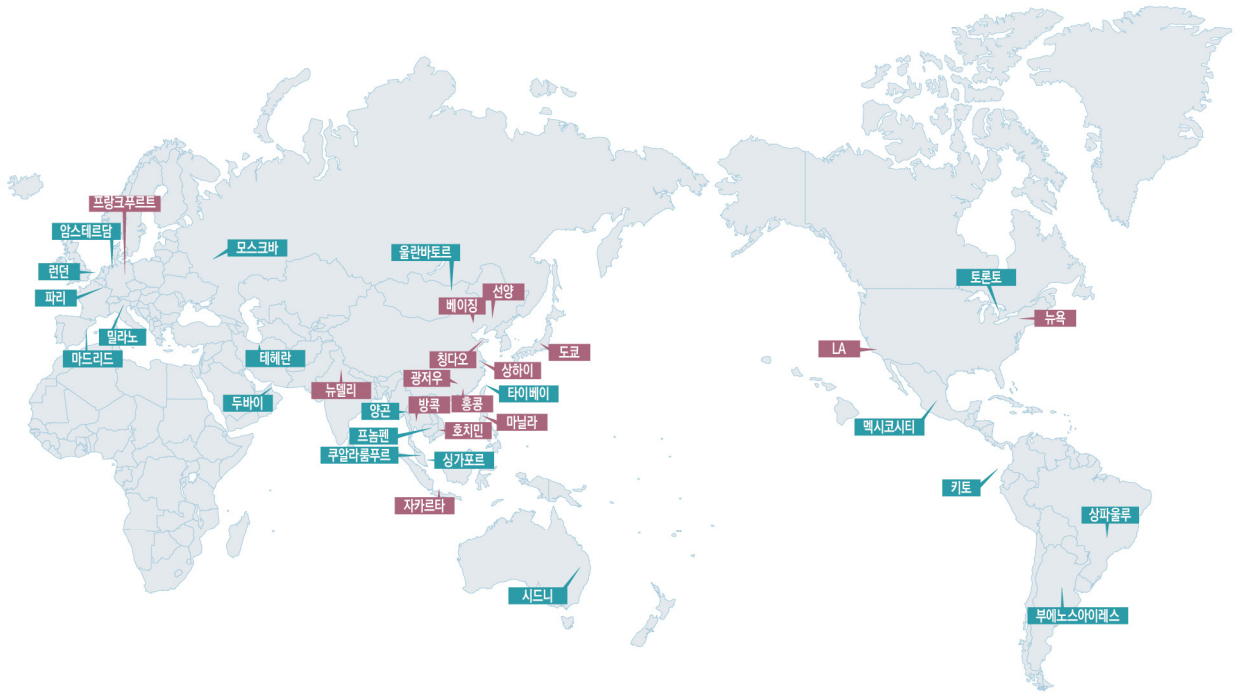 프랑크푸르트
암스테르담
런던
파리
밀라노
마드리드
모스크바
테헤란
두바이
울란바토르
선양
베이징
칭다오
도쿄
상하이
광저우
뉴델리
타이베이
양곤
방콕
홍콩
마닐라
프놈펜
호치민
쿠알라룸푸르
싱가포르
자카르타
시드니
토론토
뉴욕
LA
멕시코시티
키토
상파울루
부에노스아이레스